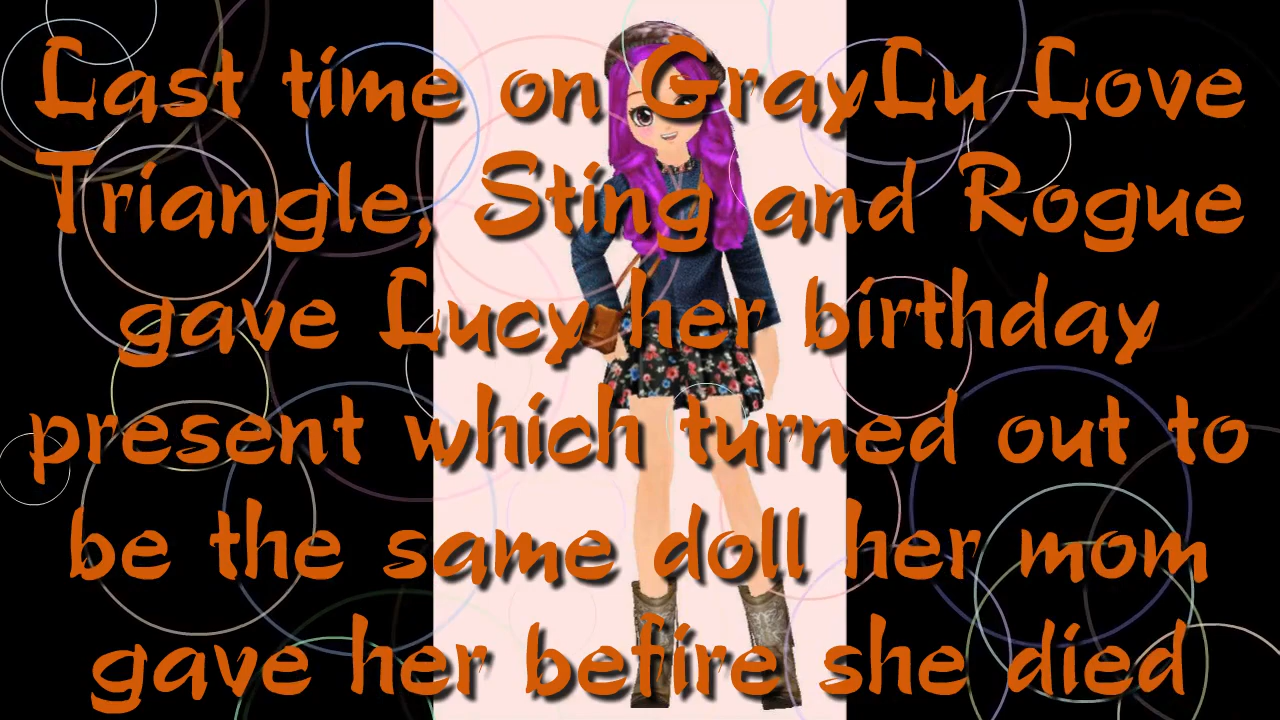 Last time on GrayLu Love
Triangle, Sting and Rogue
gave Lucy her birthday
present which turned out to
be the same doll her mom
gave her befire she died